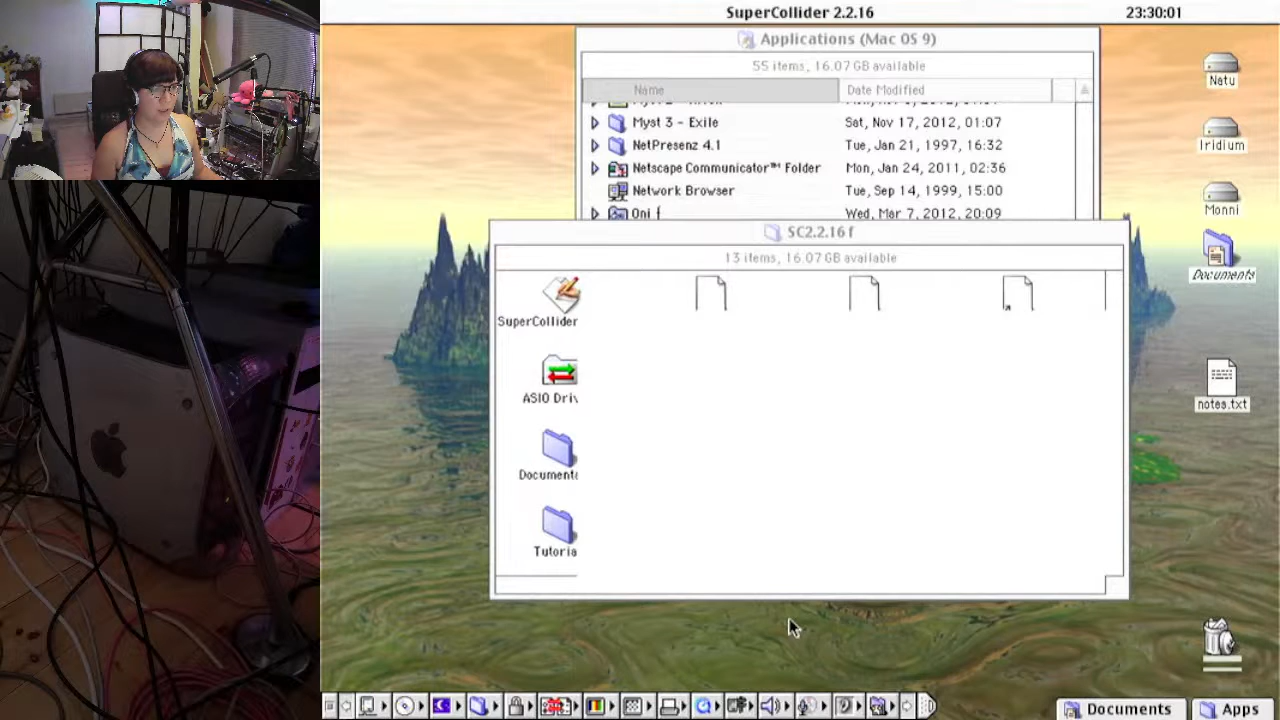 SuperCollider 2.2.16
23:30:01
Applications (Mac OS 9)
55 items, 16.07 GB available
Name
Date Modified
Myst 3 - Exile
Sat, Nov 17, 2012, 01:07
NetPresenz 4.1
Tue, Jan 21, 1997, 16:32
Netscape Communicator™ Folder
Mon, Jan 24, 2011, 02:36
Network Browser
Tue, Sep 14, 1999, 15:00
Oni ƒ
Wed, Mar 7, 2012, 20:09
SC2.2.16 f
13 items, 16.07 GB available
SuperCollider
ASIO Driv
Documents
Tutoria
Natu
Iridium
Monni
Documents
notes.txt
Documents
Apps